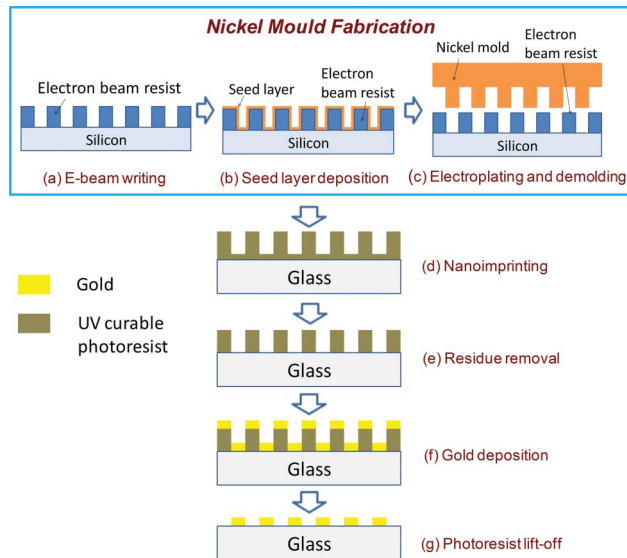 Nickel Mould Fabrication
Electron beam resist
Silicon
(a) E-beam writing
Seed layer
Electron
beam resist
Silicon
(b) Seed layer deposition
Nickel mold
Electron beam
resist
Silicon
(c) Electroplating and demolding
Glass
(d) Nanoimprinting
Gold
UV curable
photoresist
Glass
(e) Residue removal
Glass
(f) Gold deposition
Glass
(g) Photoresist lift-off